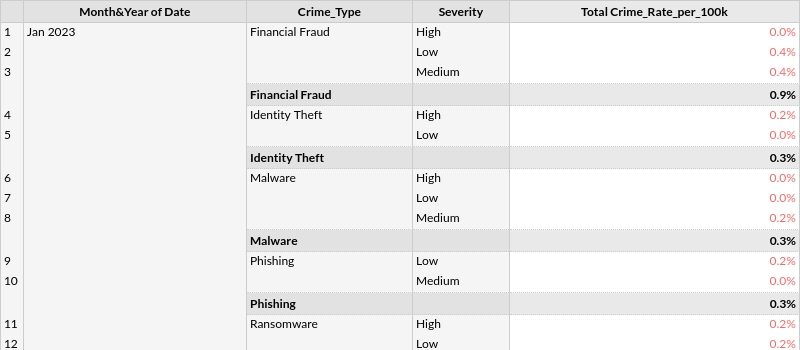 Month&Year of Date Crime_Type Severity Total Crime_Rate_per_100k
1 Jan 2023 Financial Fraud High 0.0%
2 Low 0.4%
3 Medium 0.4%
Financial Fraud 0.9%
4 Identity Theft High 0.2%
5 Low 0.0%
Identity Theft 0.3%
6 Malware High 0.0%
7 Low 0.0%
8 Medium 0.2%
Malware 0.3%
9 Phishing Low 0.2%
10 Medium 0.0%
Phishing 0.3%
11 Ransomware High 0.2%
12 Low 0.2%